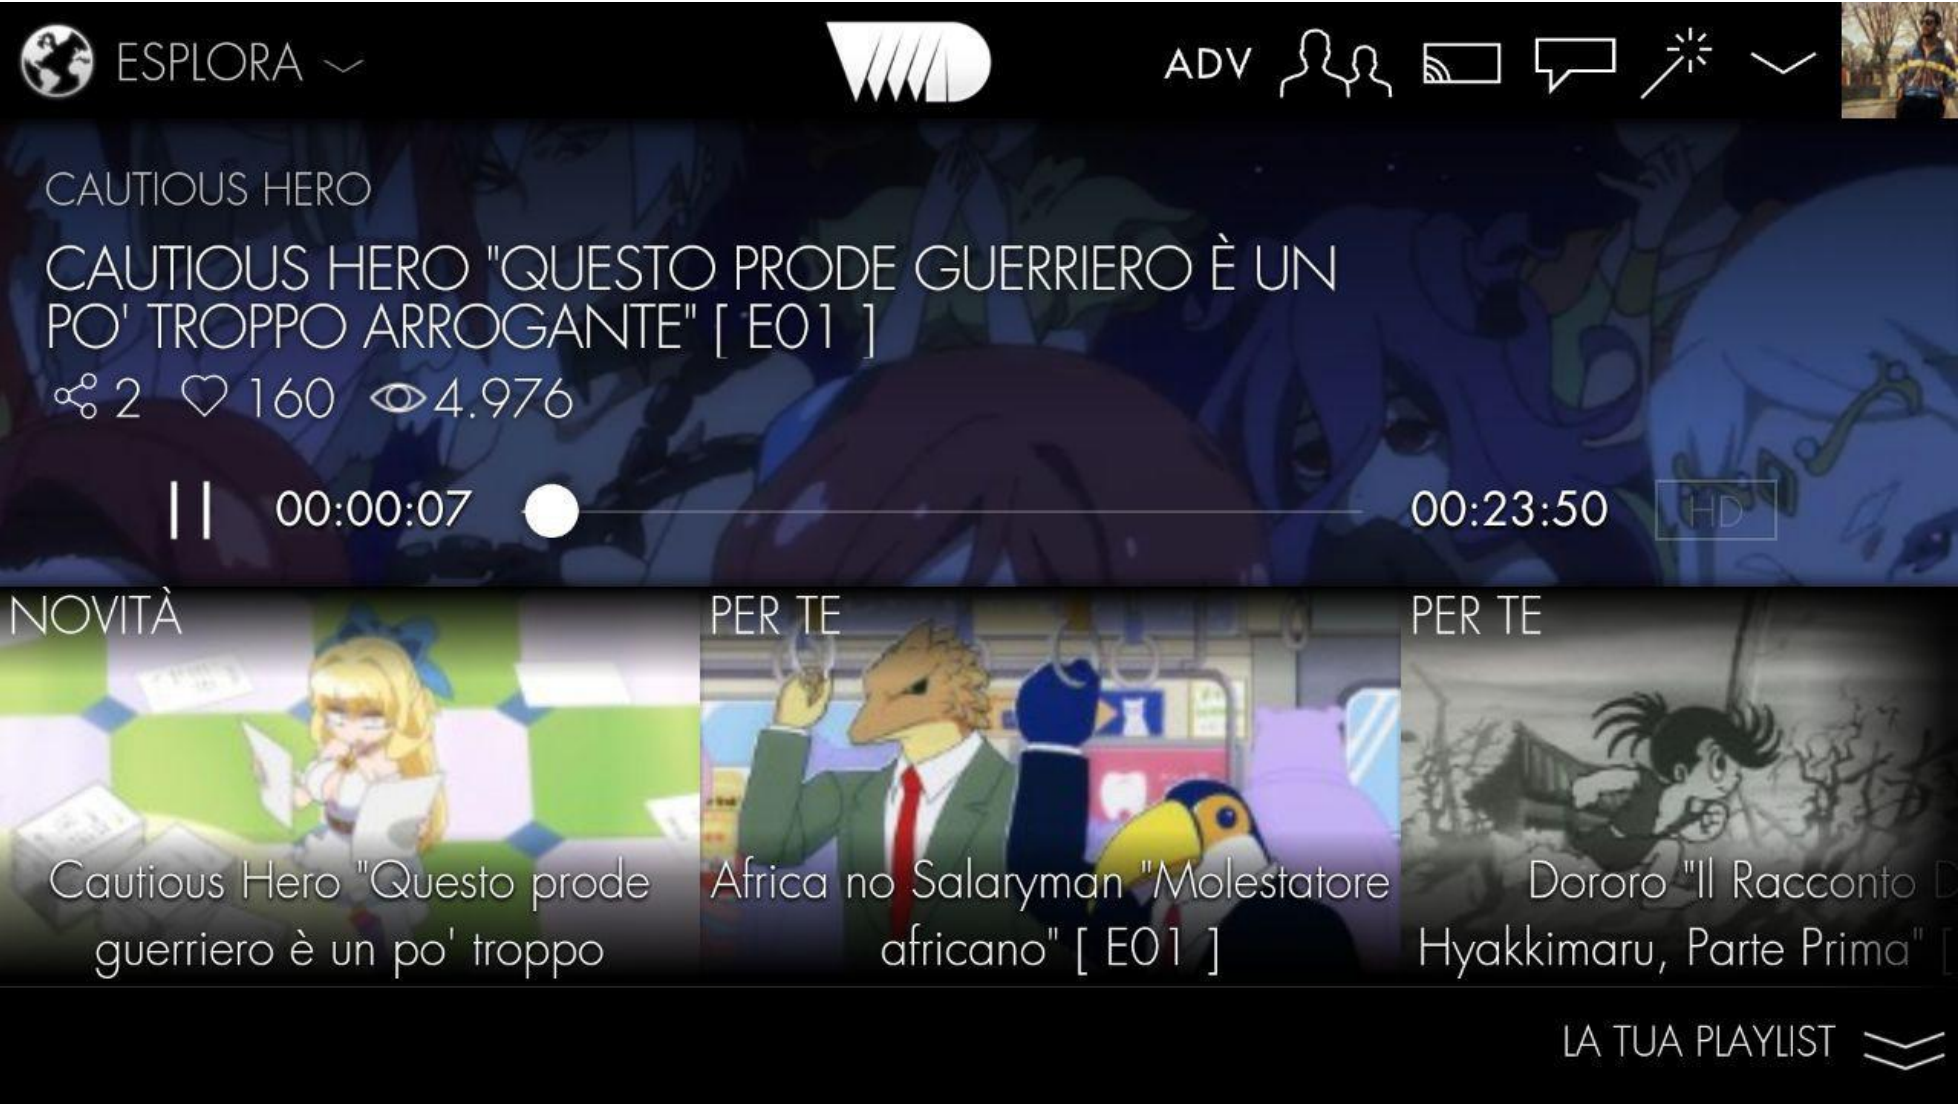 ESPLORA
VVVVID
ADV
CAUTIOUS HERO
CAUTIOUS HERO "QUESTO PRODE GUERRIERO È UN
PO' TROPPO ARROGANTE" [ E01 ]
2 160 4.976
00:00:07 00:23:50 HD
NOVITÀ
PER TE
PER TE
Cautious Hero "Questo prode
guerriero è un po' troppo
Africa no Salaryman "Molestatore
africano" [ E01 ]
Dororo "Il Racconto
Hyakkimaru, Parte Prima" [
LA TUA PLAYLIST